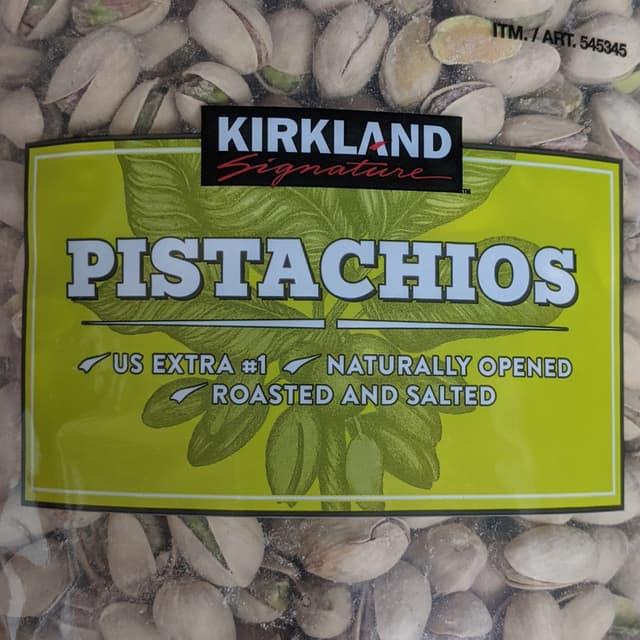 ITM. / ART. 545345
KIRKLAND
Signature
PISTACHIOS
US EXTRA #1 NATURALLY OPENED
ROASTED AND SALTED